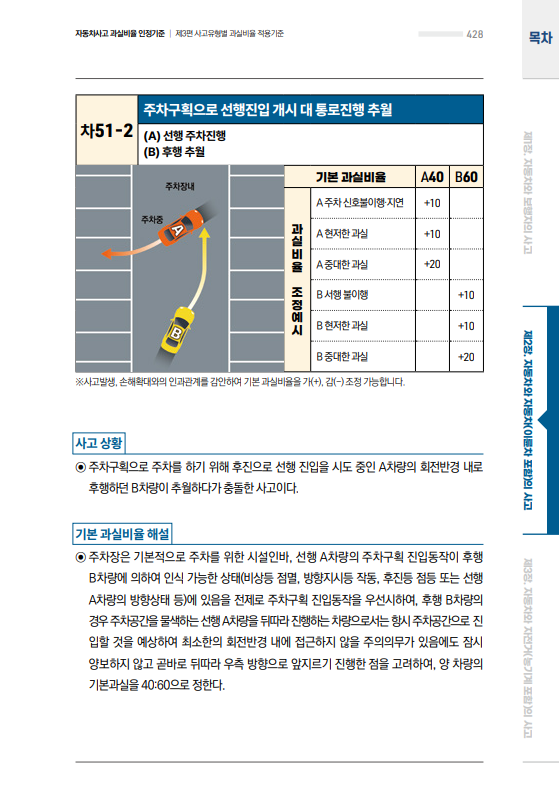 자동차사고 과실비율 인정기준 | 제3편 사고유형별 과실비율 적용기준
428
목차
차51-2
주차구획으로 선행진입 개시 대 통로진행 추월
(A) 선행 주차진행
(B) 후행 추월
주차장내
주차중
A
B
기본 과실비율 A40 B60
과실비율 조정예시
A 주차 신호불이행·지연 +10
A 현저한 과실 +10
A 중대한 과실 +20
B 서행 불이행 +10
B 현저한 과실 +10
B 중대한 과실 +20
※사고발생, 손해확대와의 인과관계를 감안하여 기본 과실비율을 가(+), 감(-) 조정 가능합니다.
사고 상황
◉ 주차구획으로 주차를 하기 위해 후진으로 선행 진입을 시도 중인 A차량의 회전반경 내로
후행하던 B차량이 추월하다가 충돌한 사고이다.
기본 과실비율 해설
◉ 주차장은 기본적으로 주차를 위한 시설인바, 선행 A차량의 주차구획 진입동작이 후행
B차량에 의하여 인식 가능한 상태(비상등 점멸, 방향지시등 작동, 후진등 점등 또는 선행
A차량의 방향상태 등)에 있음을 전제로 주차구획 진입동작을 우선시하여, 후행 B차량의
경우 주차공간을 물색하는 선행 A차량을 뒤따라 진행하는 차량으로서는 항시 주차공간으로 진
입할 것을 예상하여 최소한의 회전반경 내에 접근하지 않을 주의의무가 있음에도 잠시
양보하지 않고 곧바로 뒤따라 우측 방향으로 앞지르기 진행한 점을 고려하여, 양 차량의
기본과실을 40:60으로 정한다.
제1장. 자동차와 보행자의 사고
제2장. 자동차와 자동차(이륜차 포함)의 사고
제3장. 자동차와 자전거(농기계 포함)의 사고